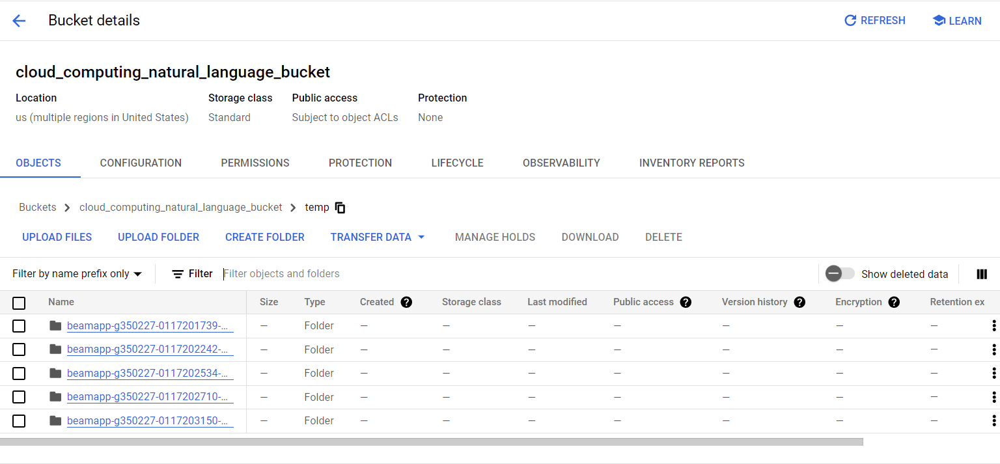 Bucket details REFRESH LEARN
cloud_computing_natural_language_bucket
Location Storage class Public access Protection
us (multiple regions in United States) Standard Subject to object ACLs None
OBJECTS CONFIGURATION PERMISSIONS PROTECTION LIFECYCLE OBSERVABILITY INVENTORY REPORTS
Buckets > cloud_computing_natural_language_bucket > temp
UPLOAD FILES UPLOAD FOLDER CREATE FOLDER TRANSFER DATA MANAGE HOLDS DOWNLOAD DELETE
Filter by name prefix only Filter Filter objects and folders Show deleted data
Name Size Type Created ? Storage class Last modified Public access ? Version history ? Encryption ? Retention ex
beamapp-g350227-0117201739-... — Folder — — — — — — —
beamapp-g350227-0117202242-... — Folder — — — — — — —
beamapp-g350227-0117202534-... — Folder — — — — — — —
beamapp-g350227-0117202710-... — Folder — — — — — — —
beamapp-g350227-0117203150-... — Folder — — — — — — —